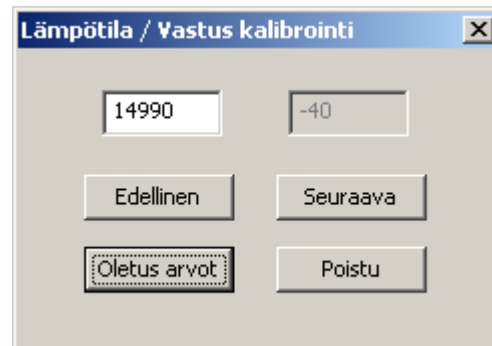 Lämpötila / Vastus kalibrointi
14990 -40
Edellinen Seuraava
Oletus arvot Poistu